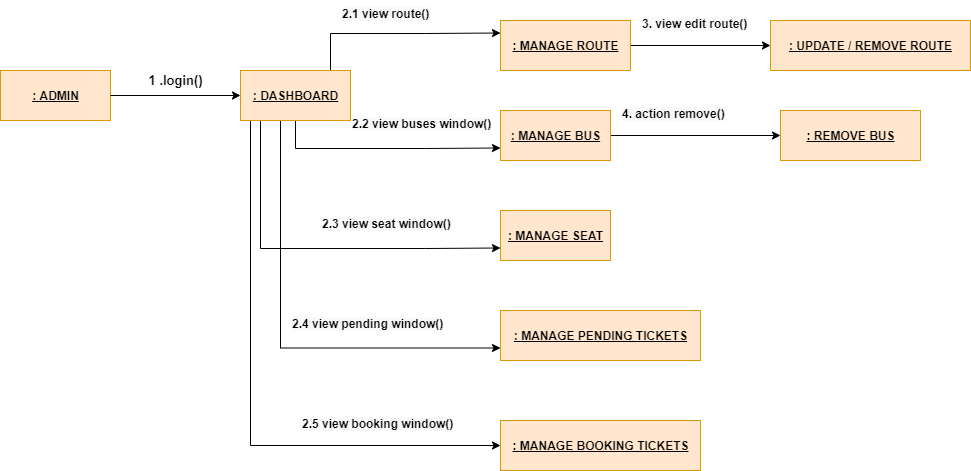 2.1 view route()
3. view edit route()
: MANAGE ROUTE
: UPDATE / REMOVE ROUTE
1 .login()
: ADMIN
: DASHBOARD
2.2 view buses window()
4. action remove()
: MANAGE BUS
: REMOVE BUS
2.3 view seat window()
: MANAGE SEAT
2.4 view pending window()
: MANAGE PENDING TICKETS
2.5 view booking window()
: MANAGE BOOKING TICKETS